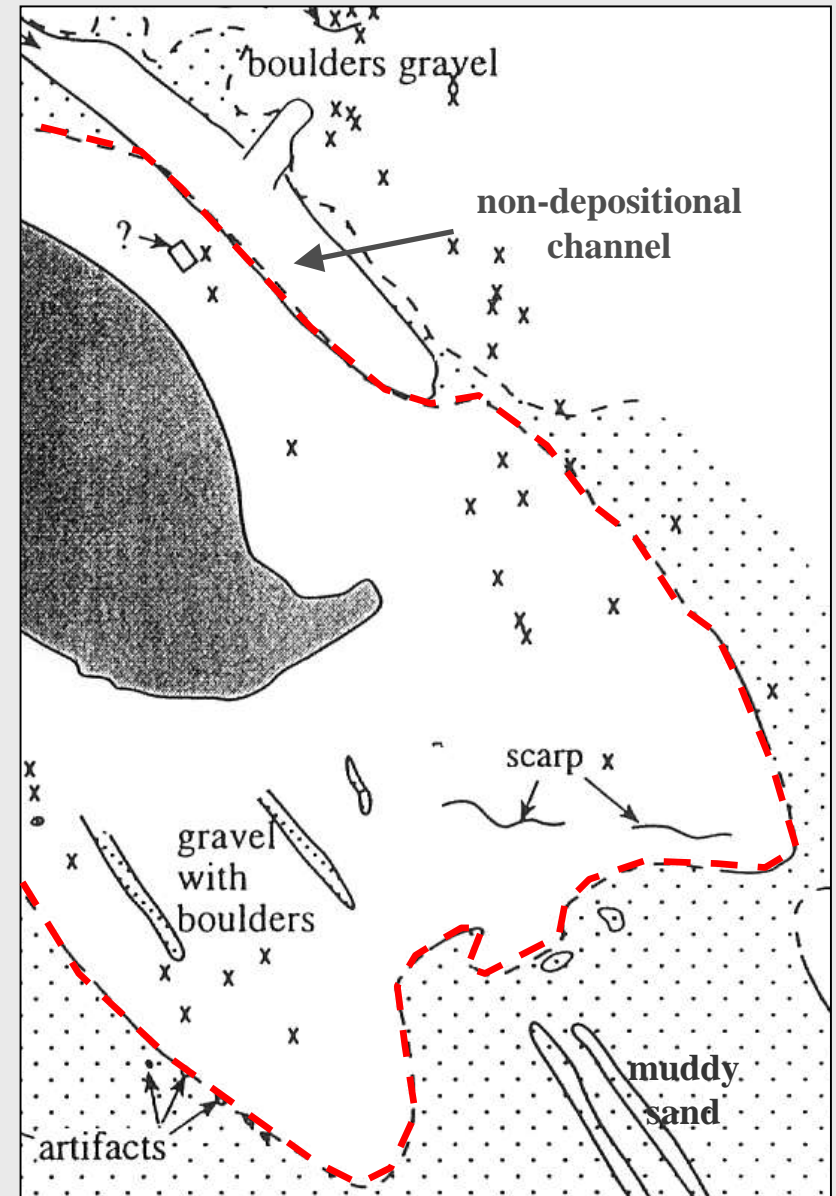 boulders gravel
non-depositional
channel
?
scarp
gravel
with
boulders
muddy
sand
artifacts